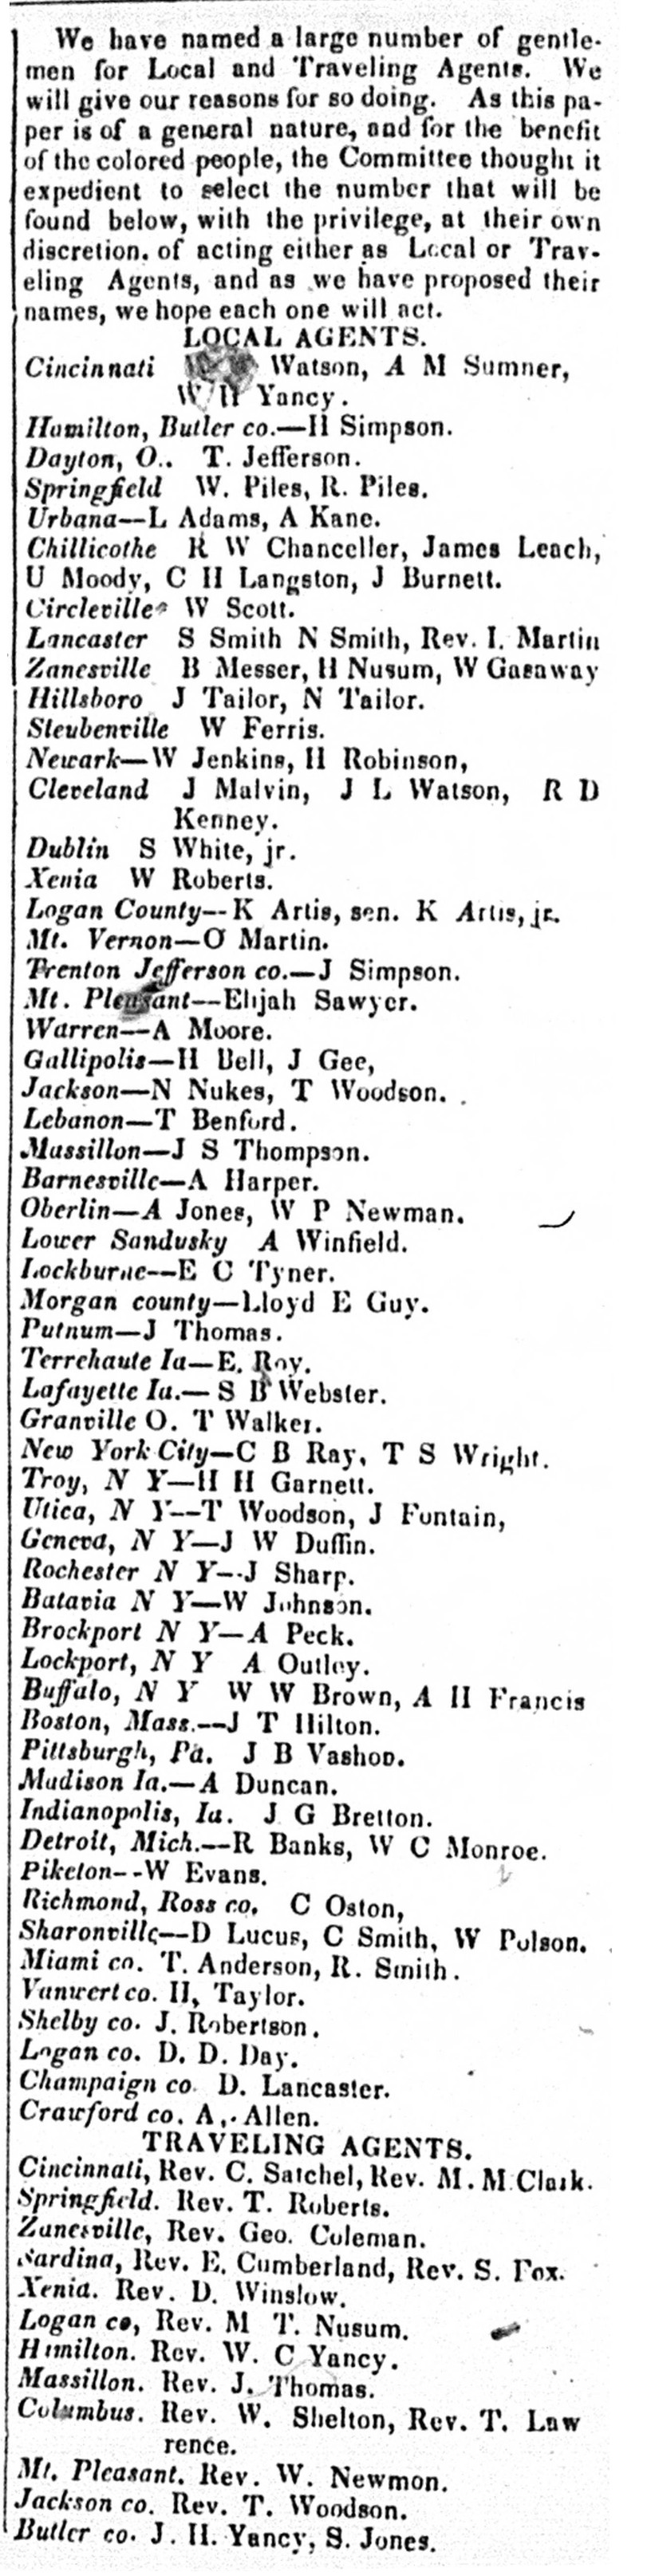 We have named a large number of gentle-
men for Local and Traveling Agents. We
will give our reasons for so doing. As this pa-
per is of a general nature, and for the benefit
of the colored people, the Committee thought it
expedient to select the number that will be
found below, with the privilege, at their own
discretion. of acting either as Local or Trav-
eling Agents, and as we have proposed their
names, we hope each one will act.
LOCAL AGENTS.
Cincinnati Watson, A M Sumner,
W H Yancy.
Hamilton, Butler co.—H Simpson.
Dayton, O.. T. Jefferson.
Springfield W. Piles, R. Piles.
Urbana—L Adams, A Kane.
Chillicothe R W Chanceller, James Leach,
U Moody, C H Langston, J Burnett.
Circleville W Scott.
Lancaster S Smith N Smith, Rev. I. Martin
Zanesville B Messer, H Nusum, W Gasaway
Hillsboro J Tailor, N Tailor.
Steubenville W Ferris.
Newark—W Jenkins, H Robinson,
Cleveland J Malvin, J L Watson, R D
Kenney.
Dublin S White, jr.
Xenia W Roberts.
Logan County—K Artis, sen. K Artis, jr.
Mt. Vernon—O Martin.
Trenton Jefferson co.—J Simpson.
Mt. Pleasant—Elijah Sawyer.
Warren—A Moore.
Gallipolis—H Bell, J Gee,
Jackson—N Nukes, T Woodson.
Lebanon—T Benford.
Massillon—J S Thompson.
Barnesville—A Harper.
Oberlin—A Jones, W P Newman.
Lower Sandusky A Winfield.
Lockburne—E C Tyner.
Morgan county—Lloyd E Guy.
Putnum—J Thomas.
Terrehaute Ia—E. Roy.
Lafayette Ia.—S B Webster.
Granville O. T Walker.
New York City—C B Ray, T S Wright.
Troy, N Y—H H Garnett.
Utica, N Y—T Woodson, J Fontain,
Geneva, N Y—J W Duffin.
Rochester N Y—J Sharp.
Batavia N Y—W Johnson.
Brockport N Y—A Peck.
Lockport, N Y A Outley.
Buffalo, N Y W W Brown, A H Francis
Boston, Mass.—J T Hilton.
Pittsburgh, Pa. J B Vashon.
Madison Ia.—A Duncan.
Indianopolis, Ia. J G Bretton.
Detroit, Mich.—R Banks, W C Monroe.
Piketon--W Evans.
Richmond, Ross co. C Oston,
Sharonville—D Lucus, C Smith, W Polson.
Miami co. T. Anderson, R. Smith.
Vanwert co. H, Taylor.
Shelby co. J. Robertson.
Logan co. D. D. Day.
Champaign co. D. Lancaster.
Crawford co. A,. Allen.
TRAVELING AGENTS.
Cincinnati, Rev. C. Satchel, Rev. M. M Clark.
Springfield. Rev. T. Roberts.
Zanesville, Rev. Geo. Coleman.
Sardina, Rev. E. Cumberland, Rev. S. Fox.
Xenia. Rev. D. Winslow.
Logan co, Rev. M T. Nusum.
Hamilton. Rev. W. C Yancy.
Massillon. Rev. J. Thomas.
Columbus. Rev. W. Shelton, Rev. T. Law
rence.
Mt. Pleasant. Rev. W. Newmon.
Jackson co. Rev. T. Woodson.
Butler co. J. H. Yancy, S. Jones.